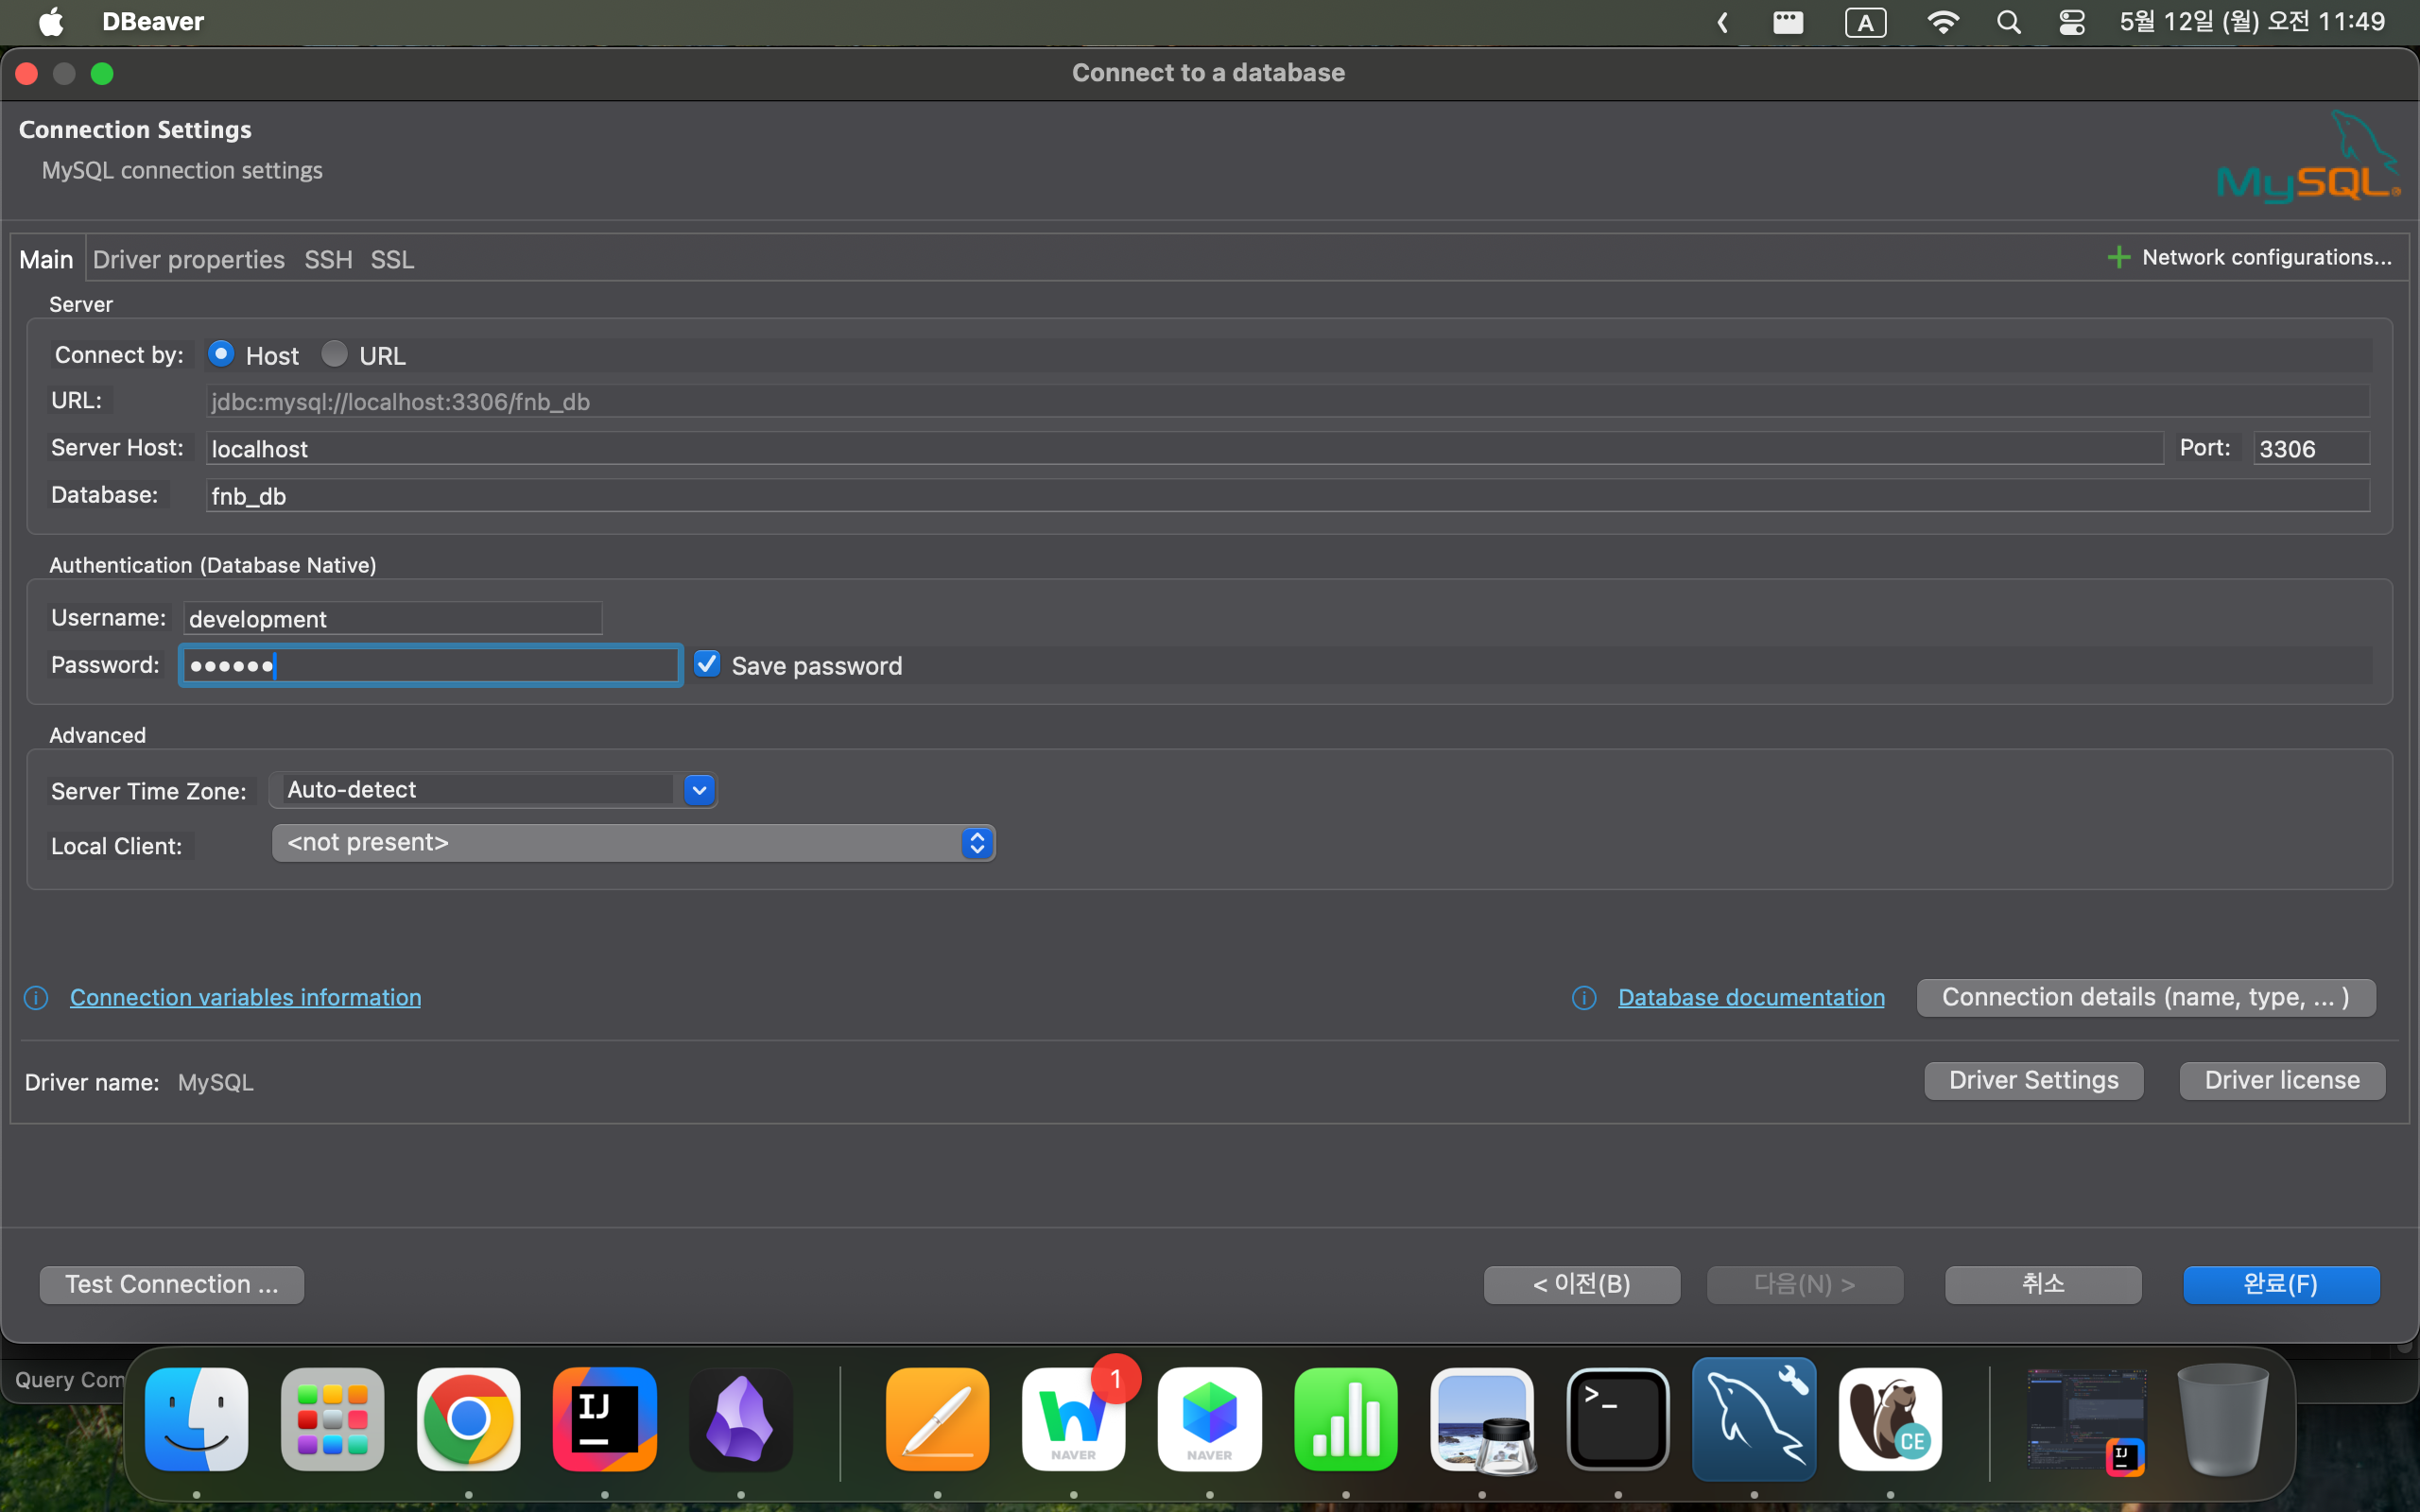 DBeaver
A
5월 12일 (월) 오전 11:49
Connect to a database
Connection Settings
MySQL connection settings
MySQL
Main Driver properties SSH SSL
Network configurations...
Server
Connect by: Host URL
URL: jdbc:mysql://localhost:3306/fnb_db
Server Host: localhost Port: 3306
Database: fnb_db
Authentication (Database Native)
Username: development
Password: •••••• Save password
Advanced
Server Time Zone: Auto-detect
Local Client: <not present>
Connection variables information
Database documentation
Connection details (name, type, ... )
Driver name: MySQL
Driver Settings
Driver license
Test Connection ...
< 이전(B)
다음(N) >
취소
완료(F)
Query Com
IJ
NAVER
1
NAVER
>_
CE
IJ